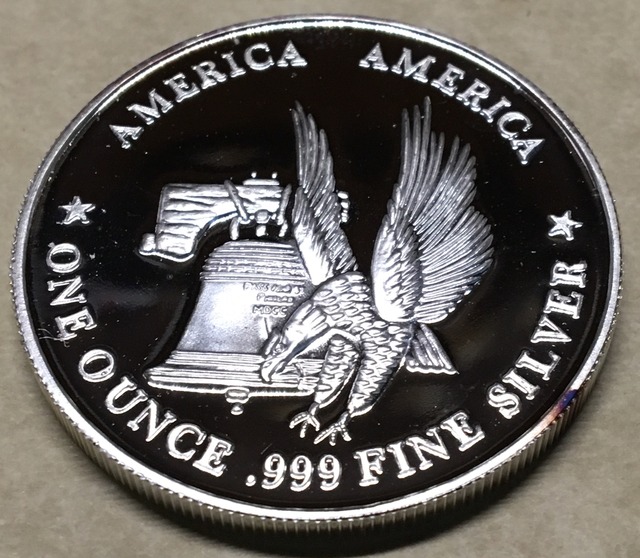 AMERICA AMERICA
ONE OUNCE .999 FINE SILVER